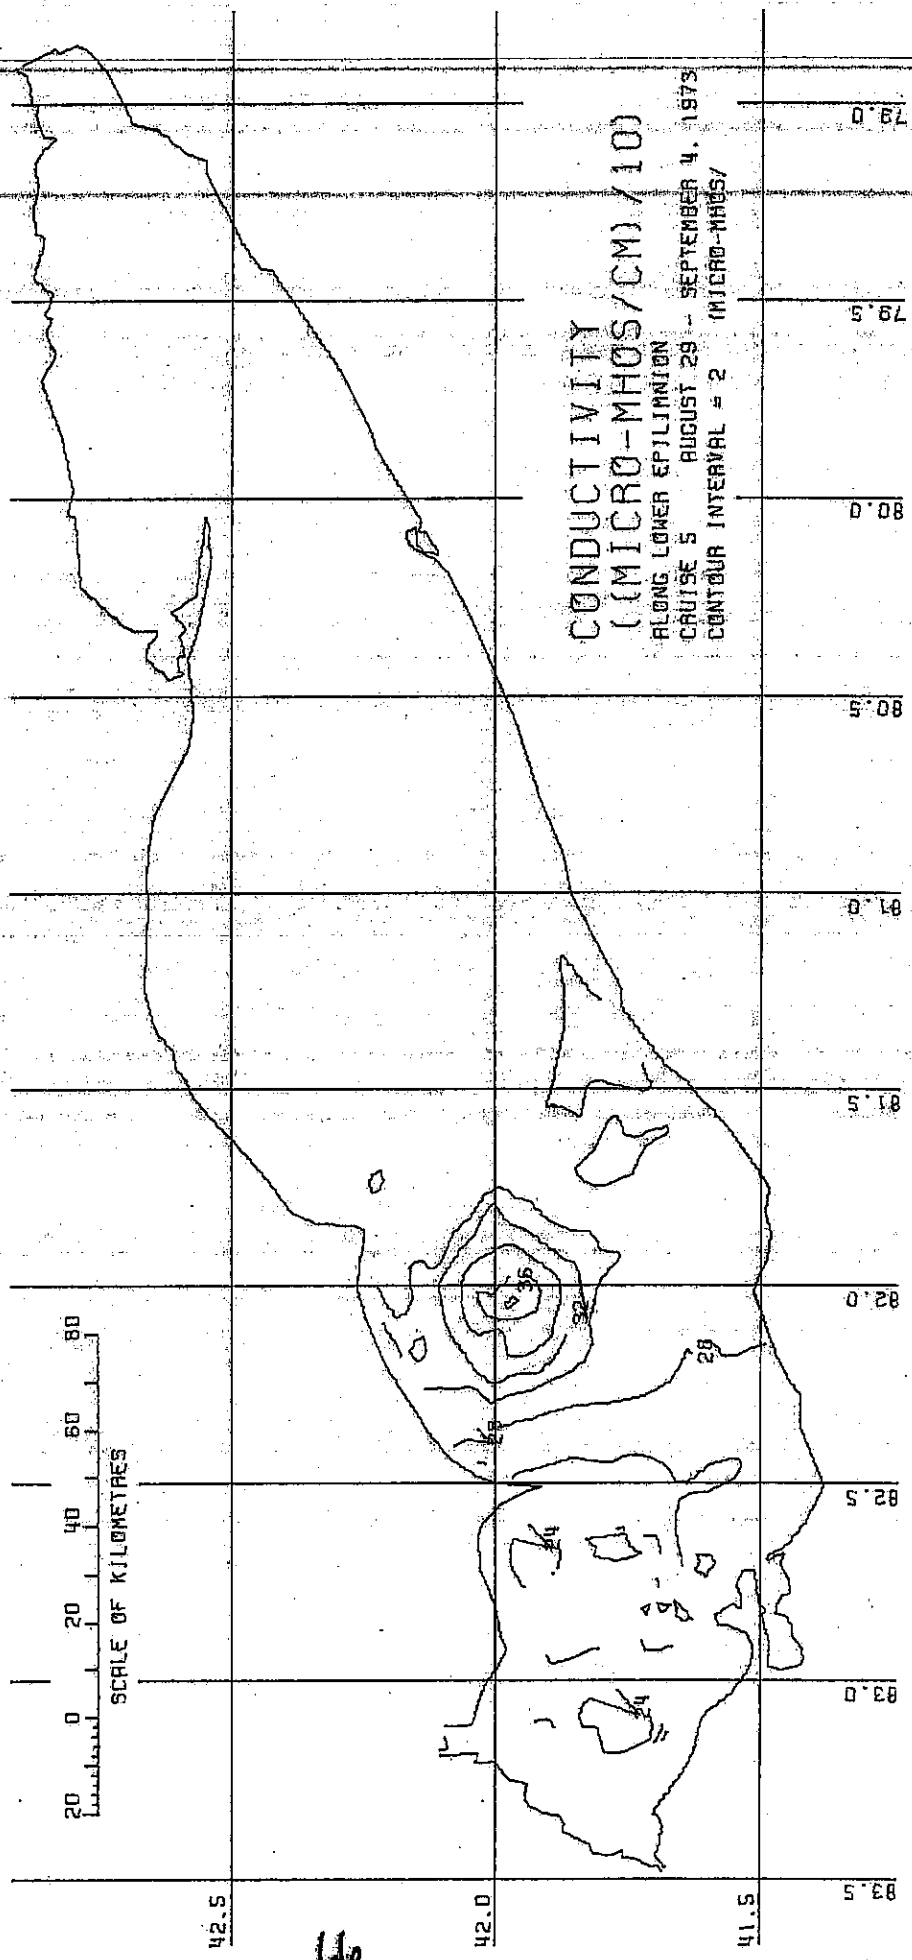 CONDUCTIVITY
((MICRO-MHOS/CM)/10)
ALONG LOWER EPILIMNION
CRUISE 5 AUGUST 29 - SEPTEMBER 4, 1973
CONTOUR INTERVAL = 2 (MICRO-MHOS/
20 0 20 40 60 80
SCALE OF KILOMETRES
42.5
42.0
41.5
83.5 83.0 82.5 82.0 81.5 81.0 80.5 80.0 79.5 79.0
36
32
28
24
24